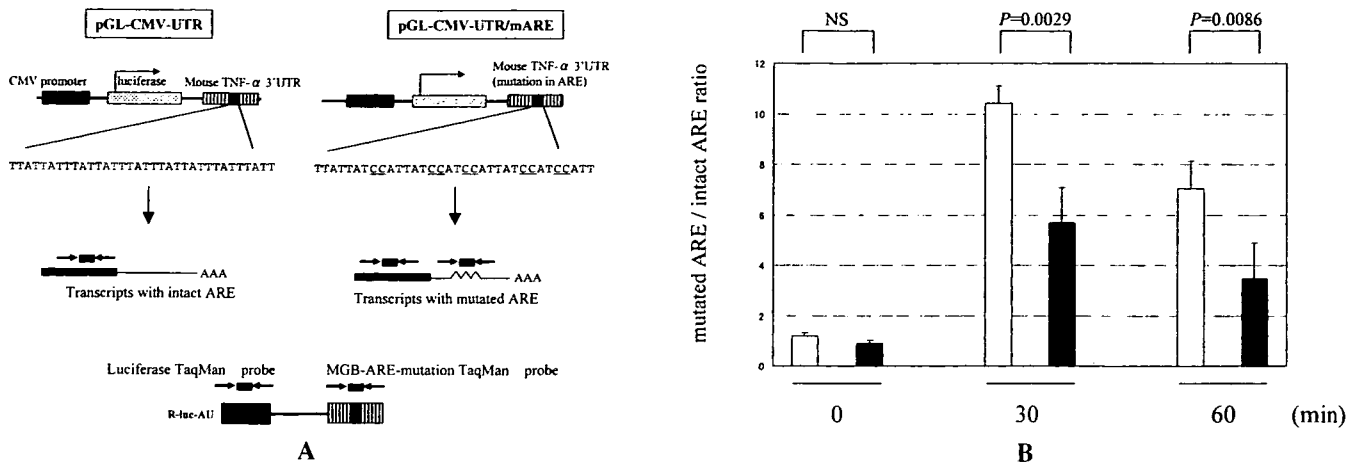 pGL-CMV-UTR
pGL-CMV-UTR/mARE
CMV promoter
luciferase
Mouse TNF-α 3'UTR
Mouse TNF-α 3'UTR
(mutation in ARE)
TTATTATTTATTATTTATTTATTATTTATTTATT
TTATTATCCATTATCCATCCATTATCCATCCATT
AAA
Transcripts with intact ARE
AAA
Transcripts with mutated ARE
Luciferase TaqMan probe
MGB-ARE-mutation TaqMan probe
R-luc-AU
A
NS
P=0.0029
P=0.0086
mutated ARE / intact ARE ratio
12
10
8
6
4
2
0
0
30
60
(min)
B